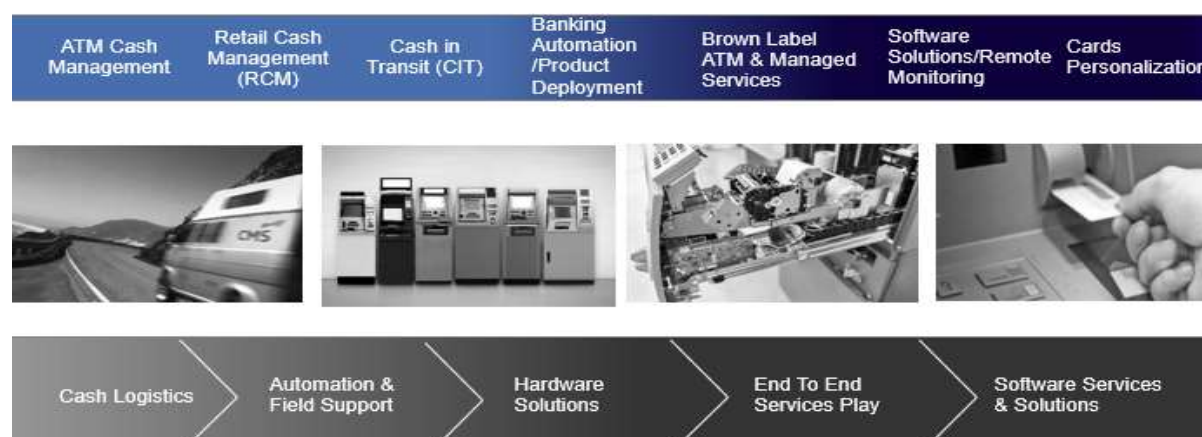 ATM Cash
Management
Retail Cash
Management
(RCM)
Cash in
Transit (CIT)
Banking
Automation
/Product
Deployment
Brown Label
ATM & Managed
Services
Software
Solutions/Remote
Monitoring
Cards
Personalization
CMS
Cash Logistics
Automation &
Field Support
Hardware
Solutions
End To End
Services Play
Software Services
& Solutions